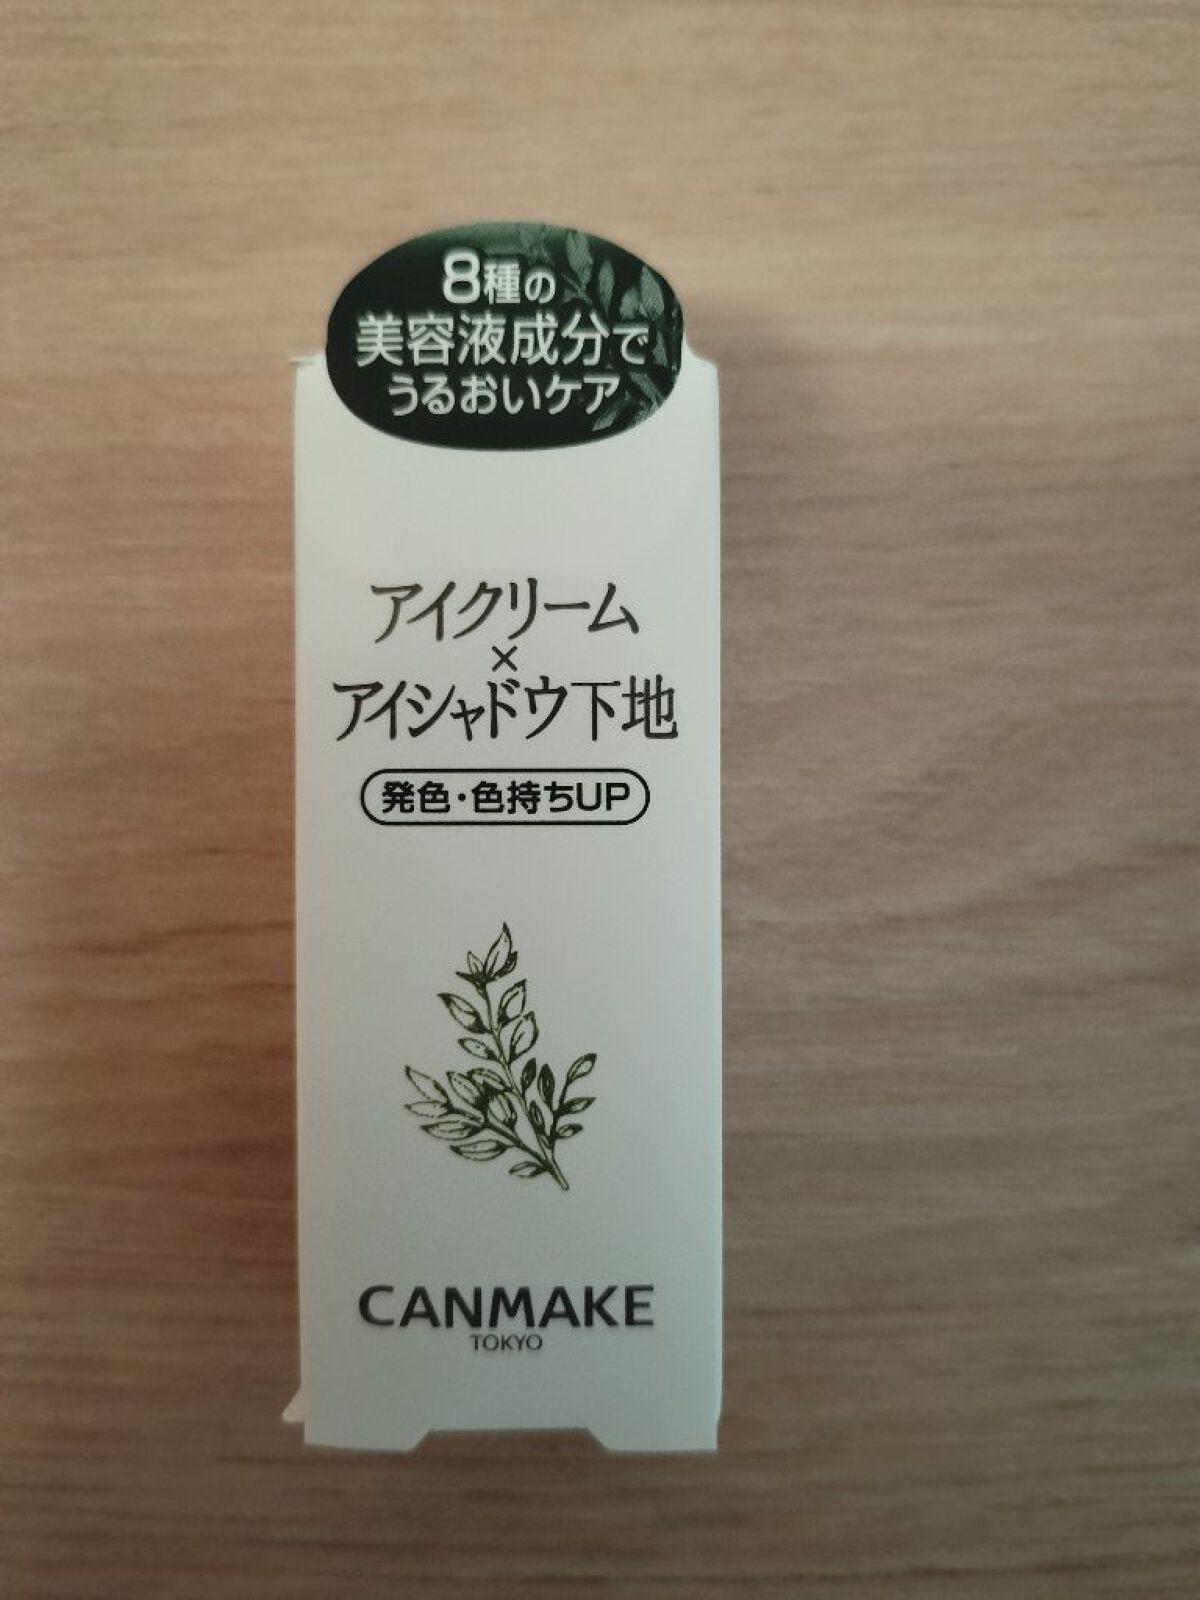 8種の
美容液成分で
うるおいケア
アイクリーム
×
アイシャドウ下地
発色・色持ちUP
CANMAKE
TOKYO